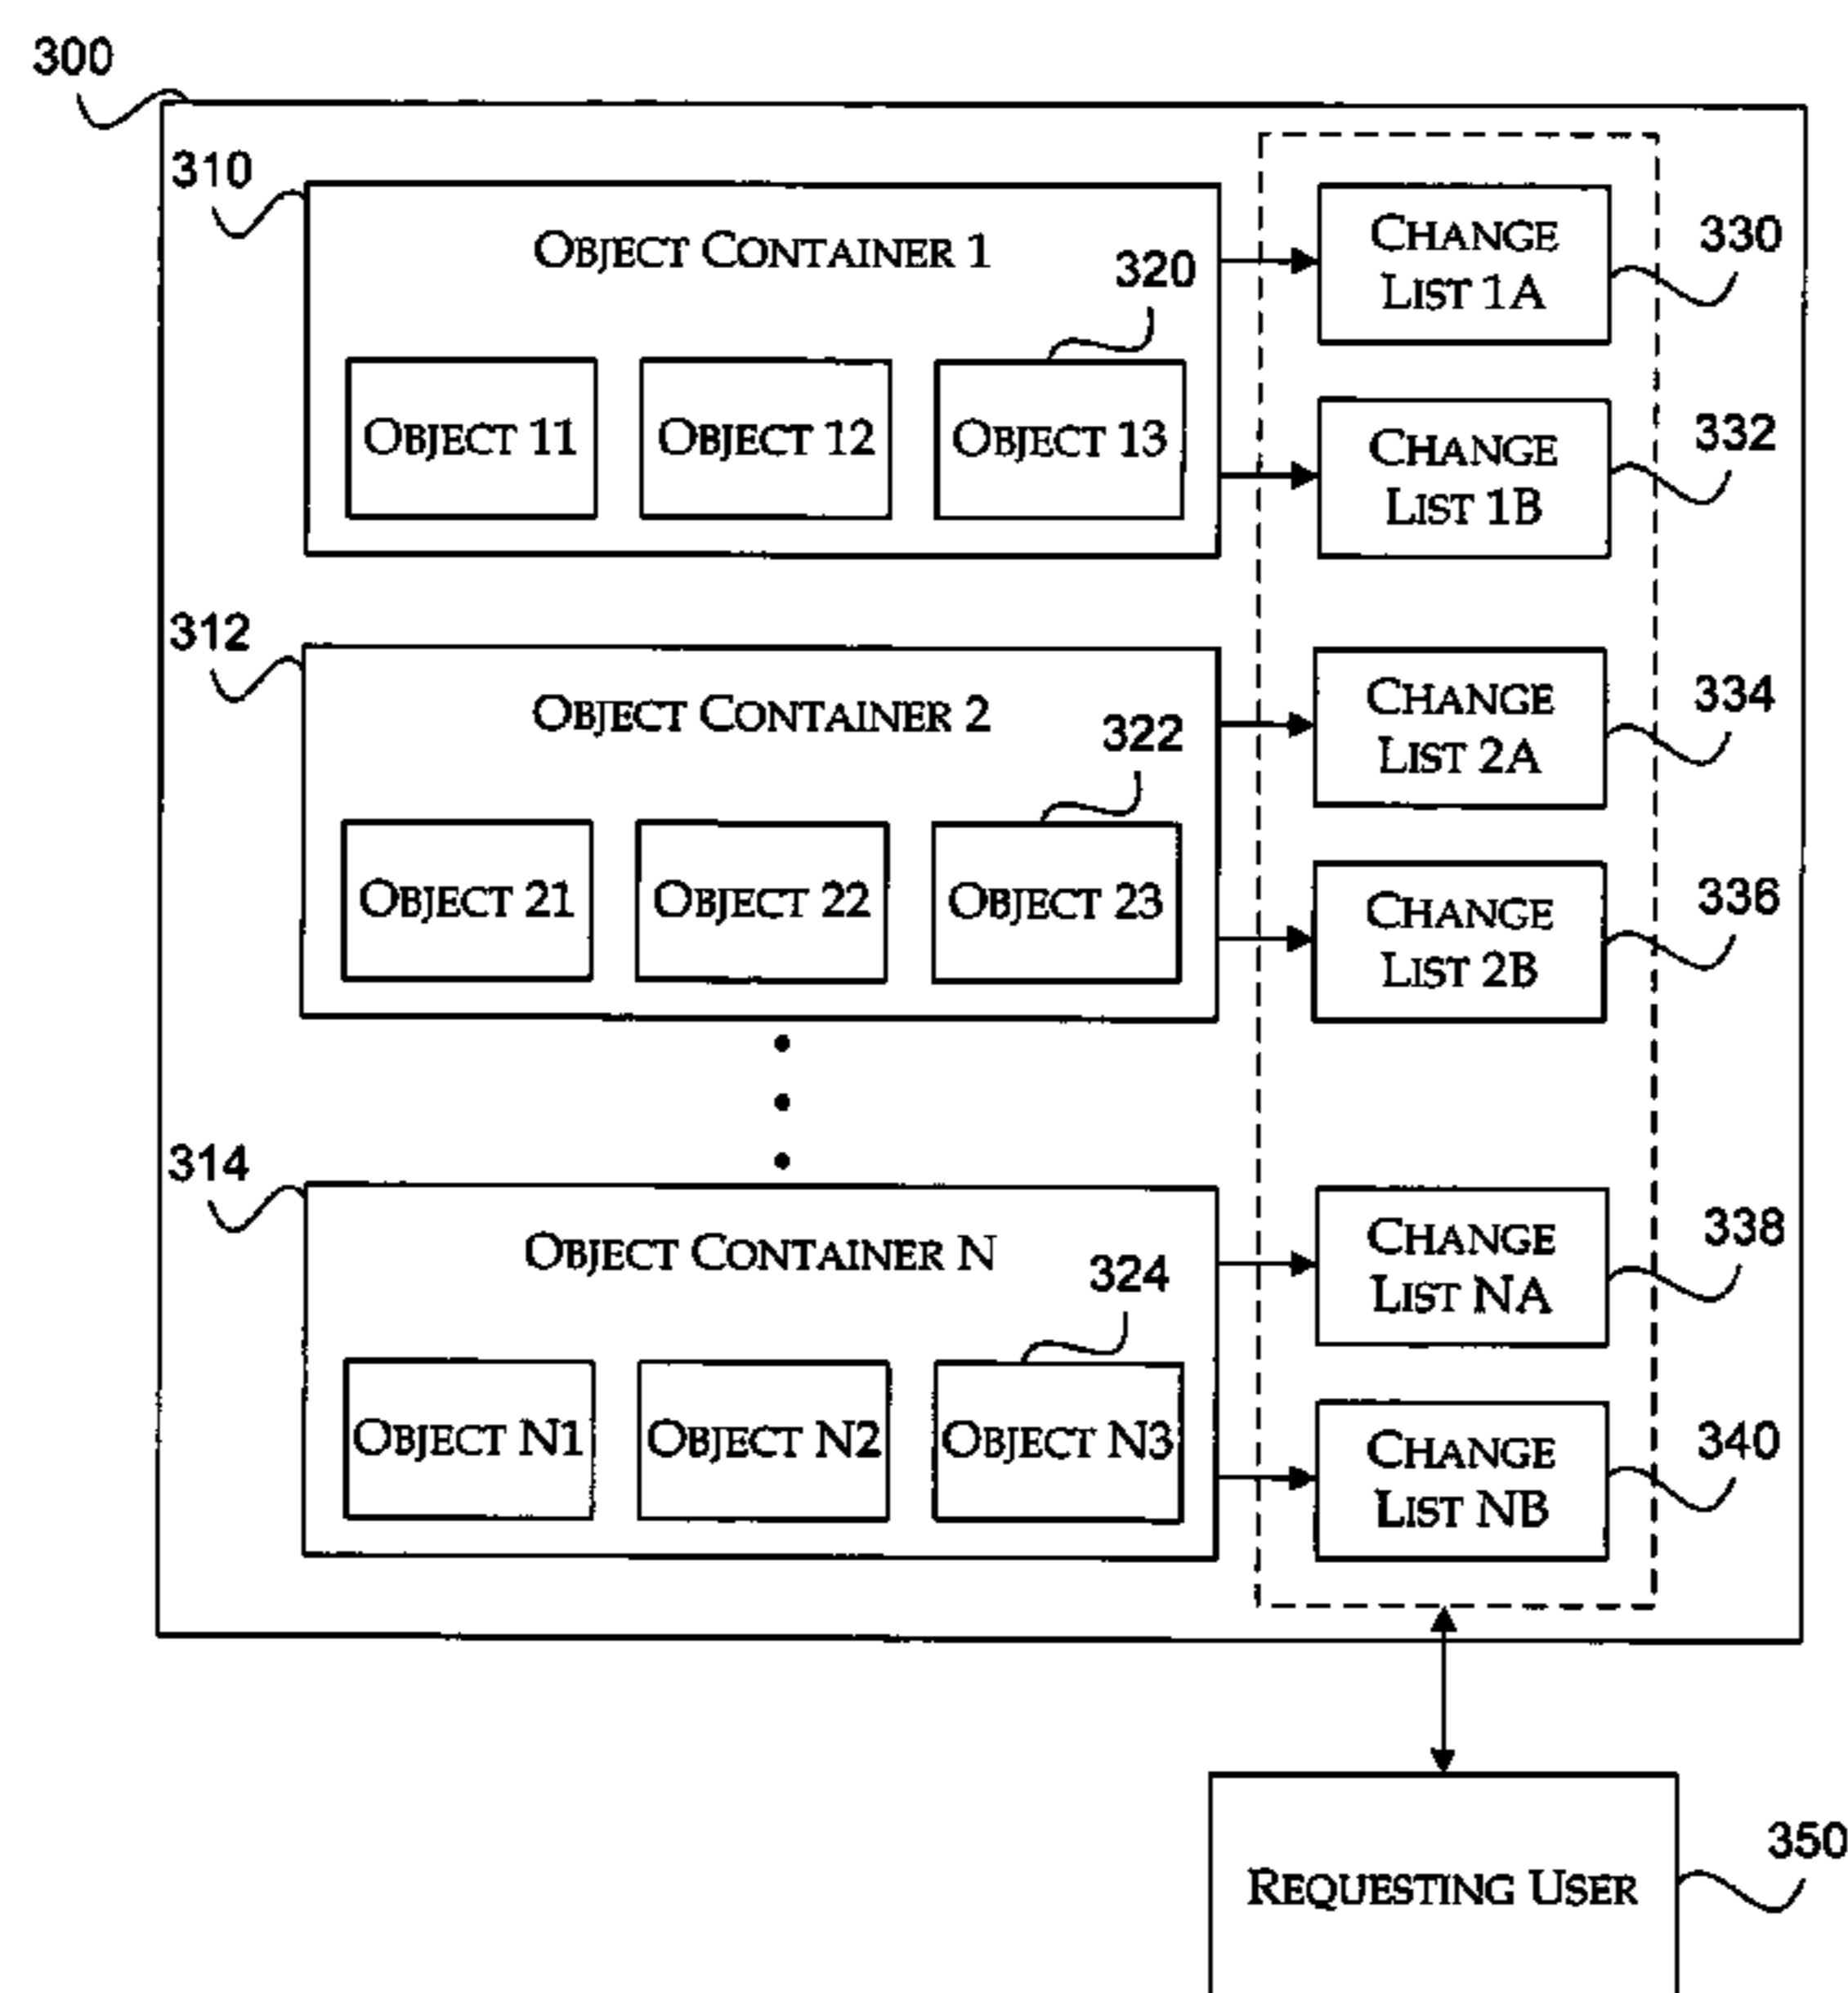 300
310
OBJECT CONTAINER 1
320
OBJECT 11
OBJECT 12
OBJECT 13
CHANGE
LIST 1A
330
CHANGE
LIST 1B
332
312
OBJECT CONTAINER 2
322
OBJECT 21
OBJECT 22
OBJECT 23
CHANGE
LIST 2A
334
CHANGE
LIST 2B
336
314
OBJECT CONTAINER N
324
OBJECT N1
OBJECT N2
OBJECT N3
CHANGE
LIST NA
338
CHANGE
LIST NB
340
REQUESTING USER
350